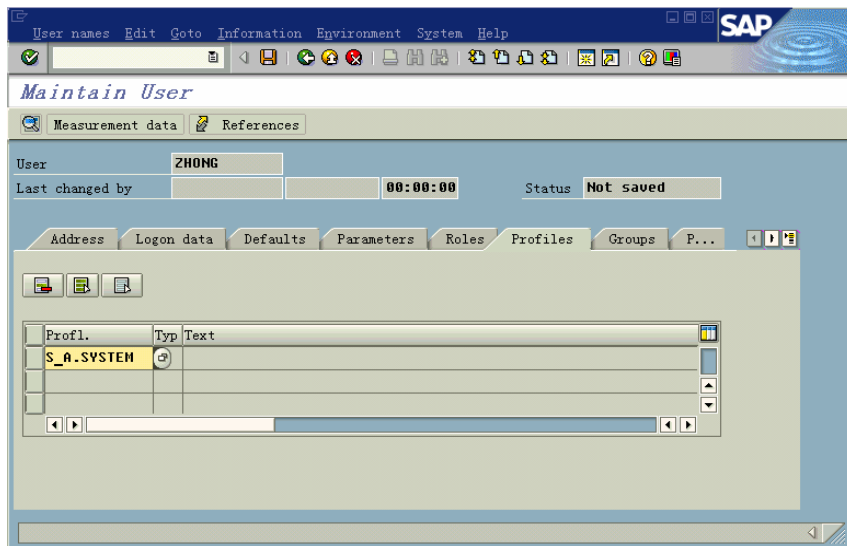 User names Edit Goto Information Environment System Help
SAP
Maintain User
Measurement data References
User ZHONG
Last changed by 00:00:00 Status Not saved
Address Logon data Defaults Parameters Roles Profiles Groups P...
Profl. Typ Text
S_A.SYSTEM